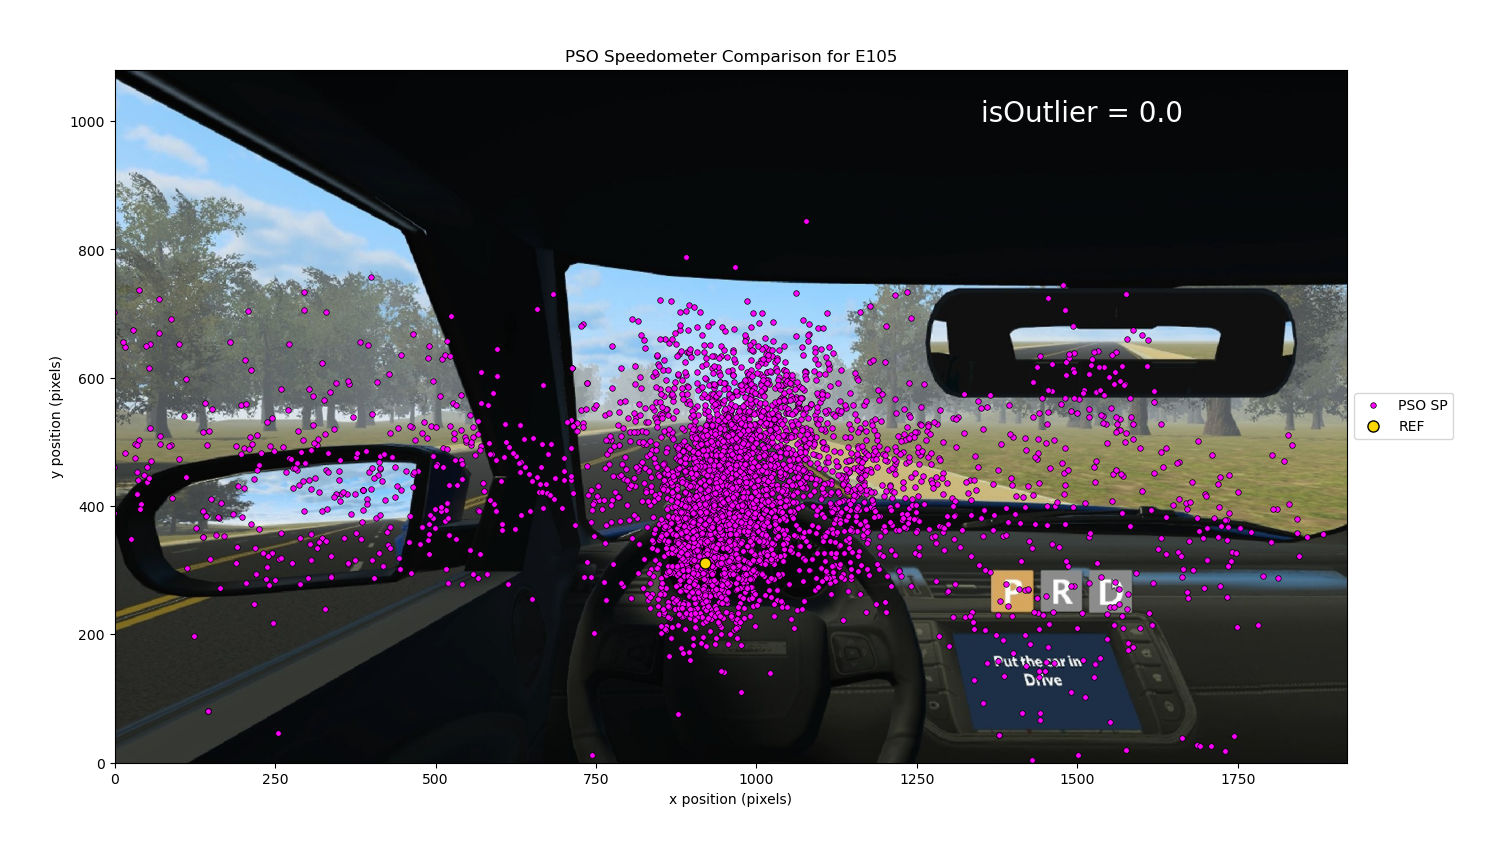 PSO Speedometer Comparison for E105
isOutlier = 0.0
1000
800
600
400
200
0
y position (pixels)
PSO SP
REF
P R D
Put the car in
Drive
0 250 500 750 1000 1250 1500 1750
x position (pixels)